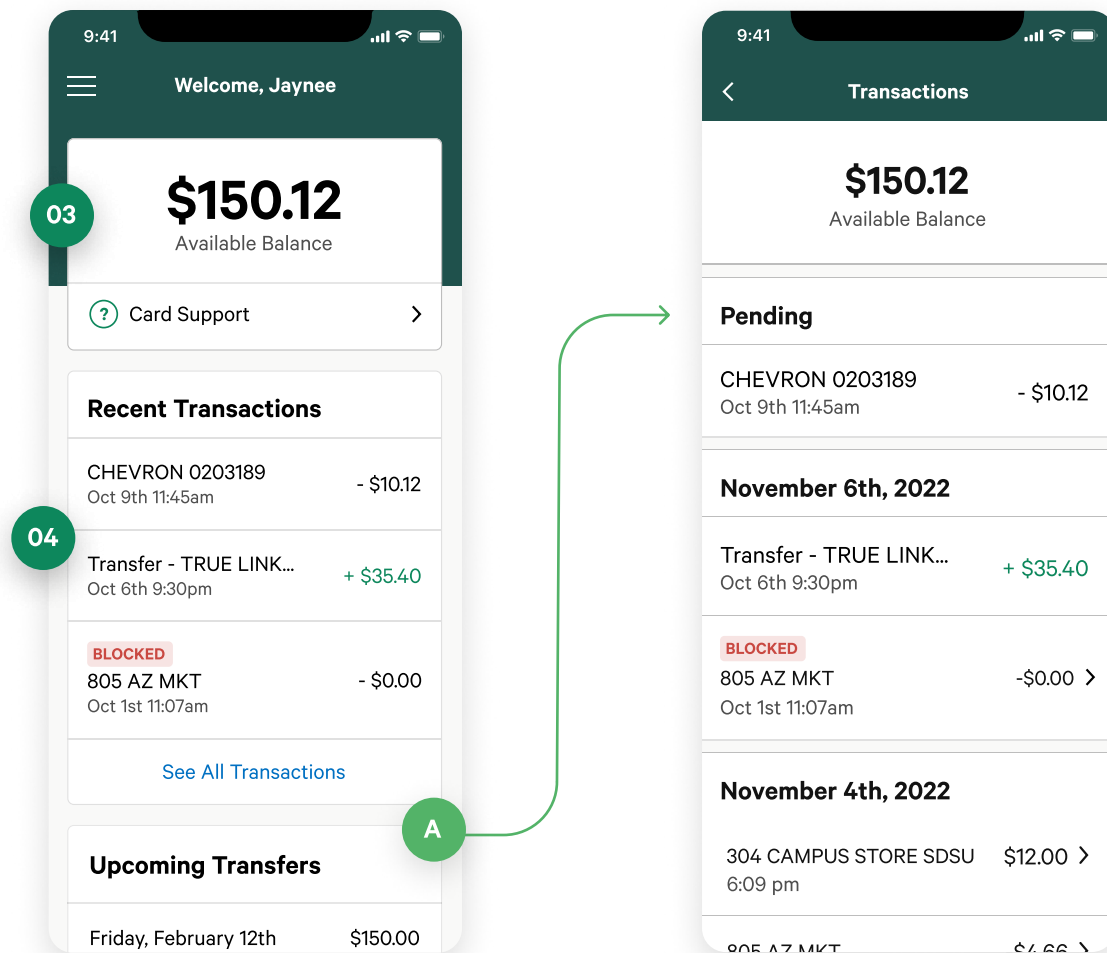 9:41
Welcome, Jaynee
03
$150.12
Available Balance
? Card Support
Recent Transactions
CHEVRON 0203189
- $10.12
Oct 9th 11:45am
04
Transfer - TRUE LINK...
+ $35.40
Oct 6th 9:30pm
BLOCKED
805 AZ MKT
- $0.00
Oct 1st 11:07am
See All Transactions
A
Upcoming Transfers
Friday, February 12th
$150.00
9:41
Transactions
$150.12
Available Balance
Pending
CHEVRON 0203189
- $10.12
Oct 9th 11:45am
November 6th, 2022
Transfer - TRUE LINK...
+ $35.40
Oct 6th 9:30pm
BLOCKED
805 AZ MKT
-$0.00
Oct 1st 11:07am
November 4th, 2022
304 CAMPUS STORE SDSU
$12.00
6:09 pm
805 AZ MKT
$4.66